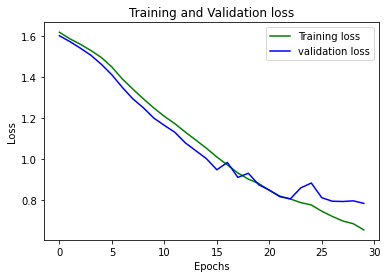 Training and Validation loss
Training loss
validation loss
1.6
1.4
1.2
1.0
0.8
Loss
0 5 10 15 20 25 30
Epochs